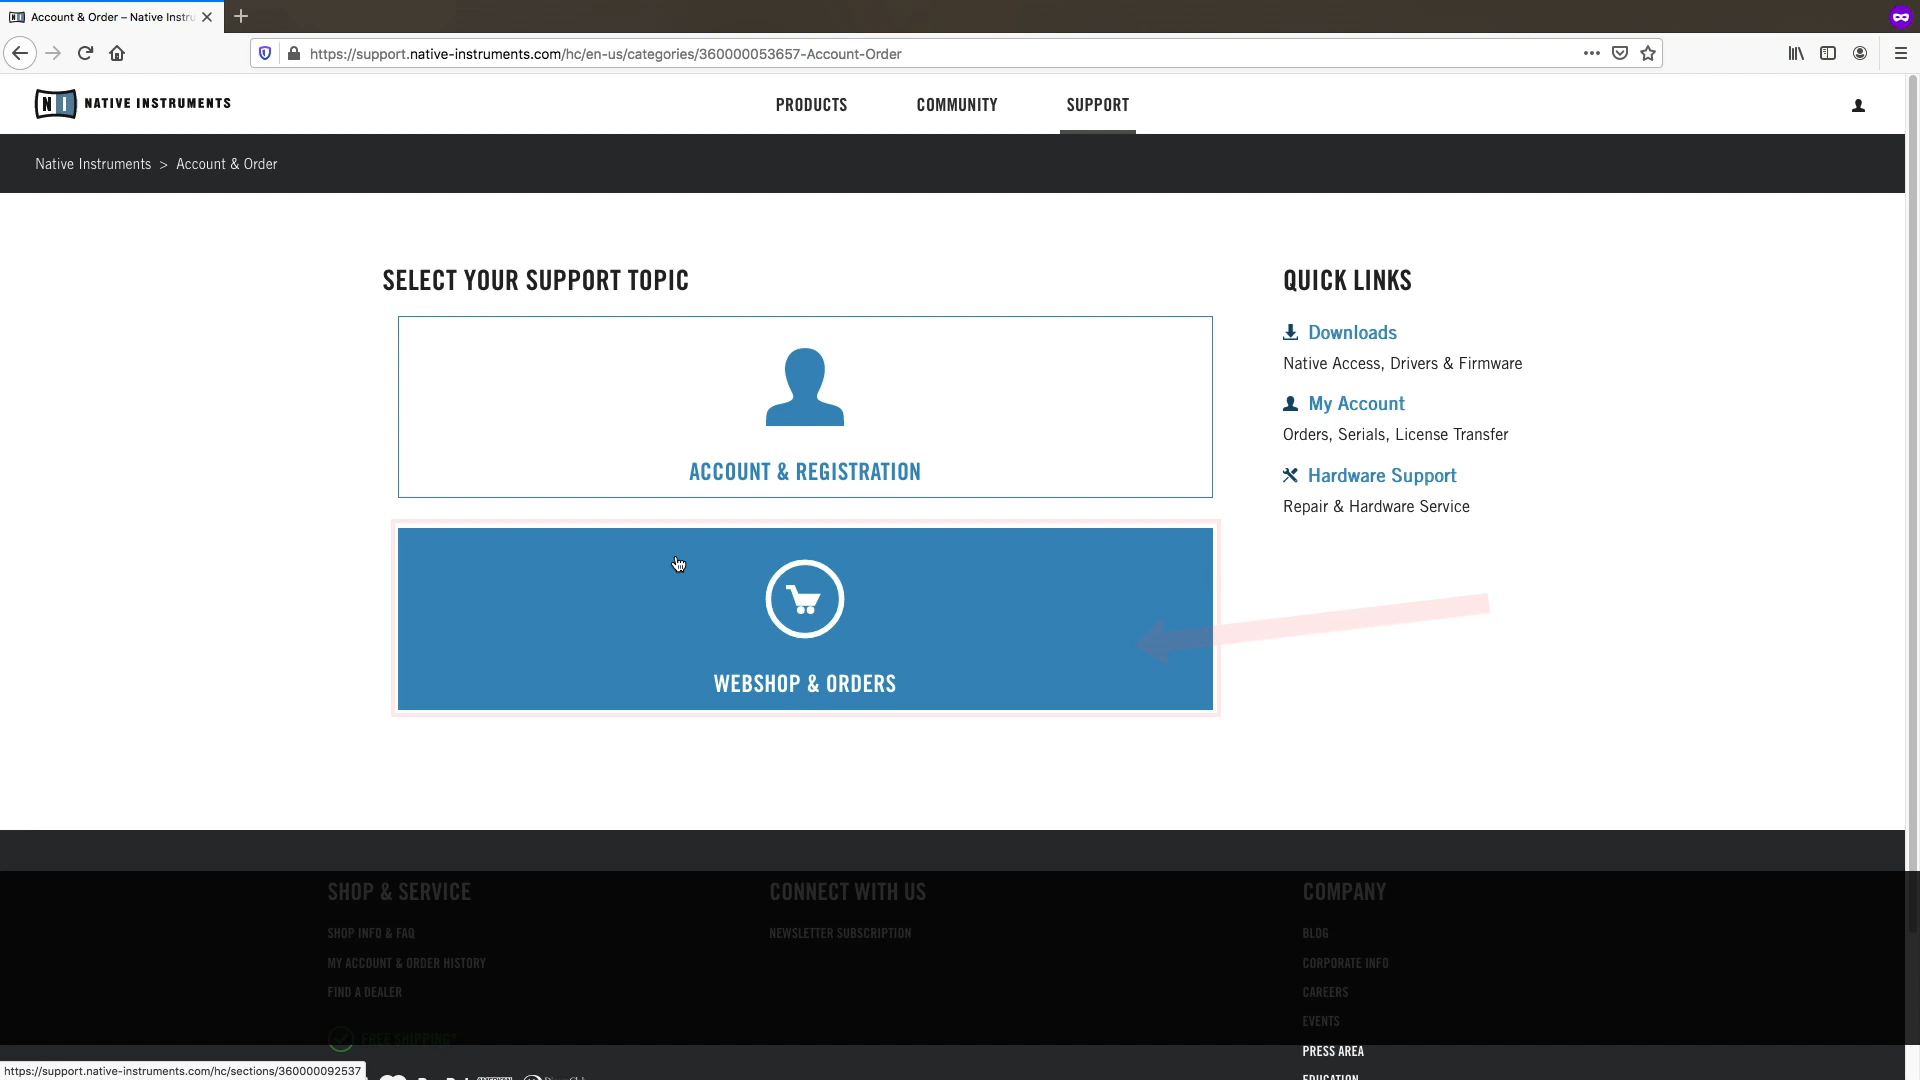 Account & Order – Native Instru
https://support.native-instruments.com/hc/en-us/categories/360000053657-Account-Order
NI NATIVE INSTRUMENTS
PRODUCTS
COMMUNITY
SUPPORT
Native Instruments > Account & Order
SELECT YOUR SUPPORT TOPIC
ACCOUNT & REGISTRATION
WEBSHOP & ORDERS
QUICK LINKS
Downloads
Native Access, Drivers & Firmware
My Account
Orders, Serials, License Transfer
Hardware Support
Repair & Hardware Service
SHOP & SERVICE
SHOP INFO & FAQ
MY ACCOUNT & ORDER HISTORY
FIND A DEALER
FREE SHIPPING*
CONNECT WITH US
NEWSLETTER SUBSCRIPTION
COMPANY
BLOG
CORPORATE INFO
CAREERS
EVENTS
PRESS AREA
EDUCATION
https://support.native-instruments.com/hc/sections/360000092537